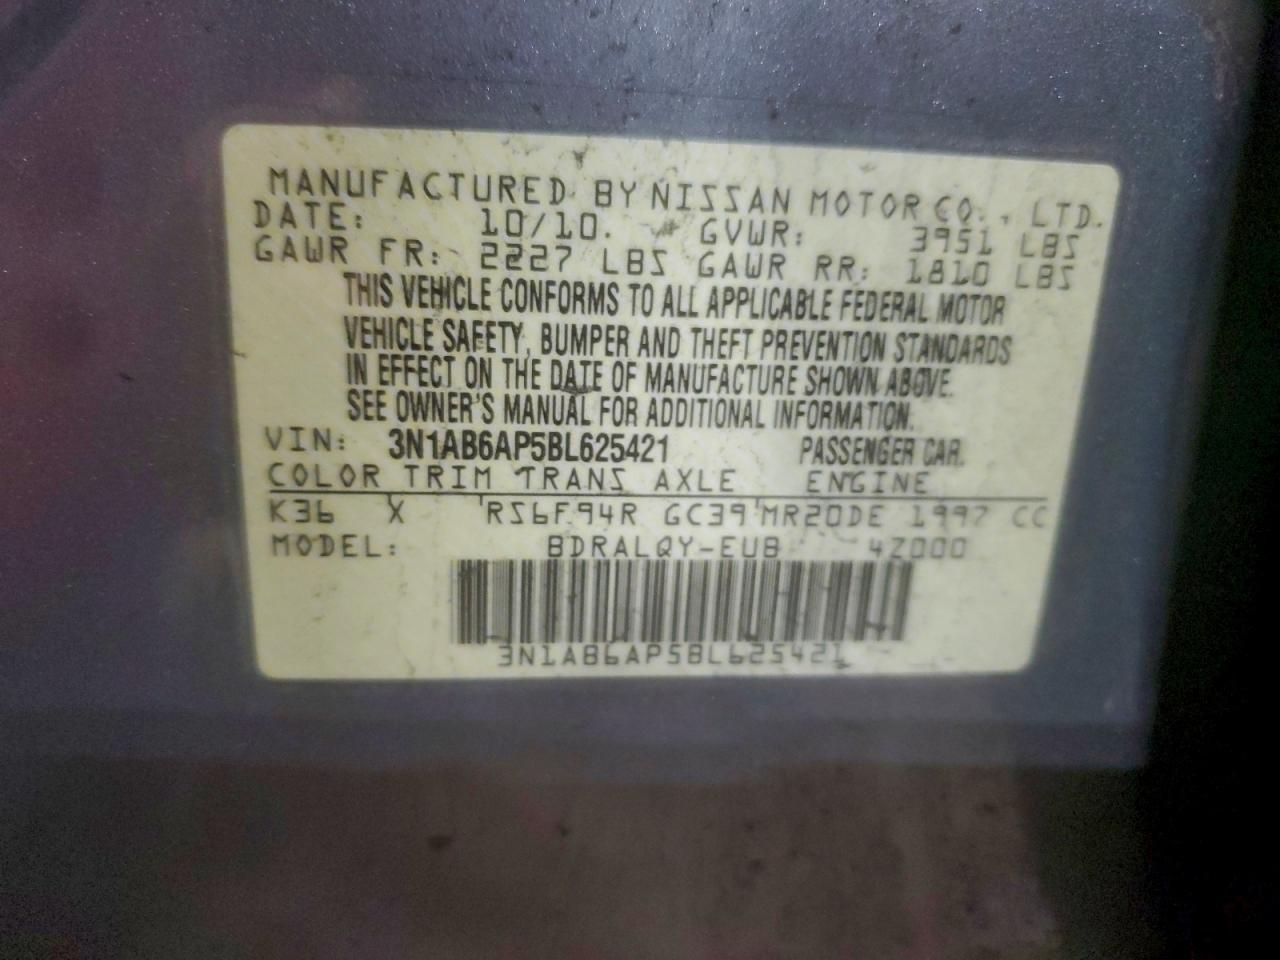 MANUFACTURED BY NISSAN MOTOR CO., LTD.
DATE: 10/10. GVWR: 3951 LBS
GAWR FR: 2227 LBS GAWR RR: 1810 LBS
THIS VEHICLE CONFORMS TO ALL APPLICABLE FEDERAL MOTOR
VEHICLE SAFETY, BUMPER AND THEFT PREVENTION STANDARDS
IN EFFECT ON THE DATE OF MANUFACTURE SHOWN ABOVE.
SEE OWNER'S MANUAL FOR ADDITIONAL INFORMATION.
VIN: 3N1AB6AP5BL625421 PASSENGER CAR.
COLOR TRIM TRANS AXLE ENGINE
K36 X RS6F94R GC39 MR20DE 1997 CC
MODEL: BDRALQY-EUB 4Z000
3N1AB6AP5BL625421